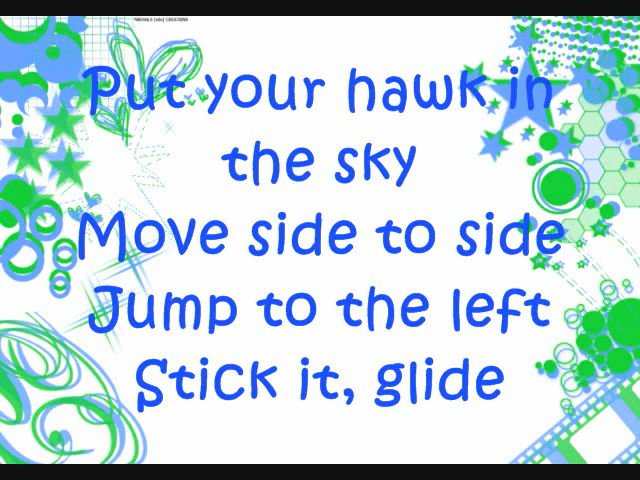 Put your hawk in
the sky
Move side to side
Jump to the left
Stick it, glide